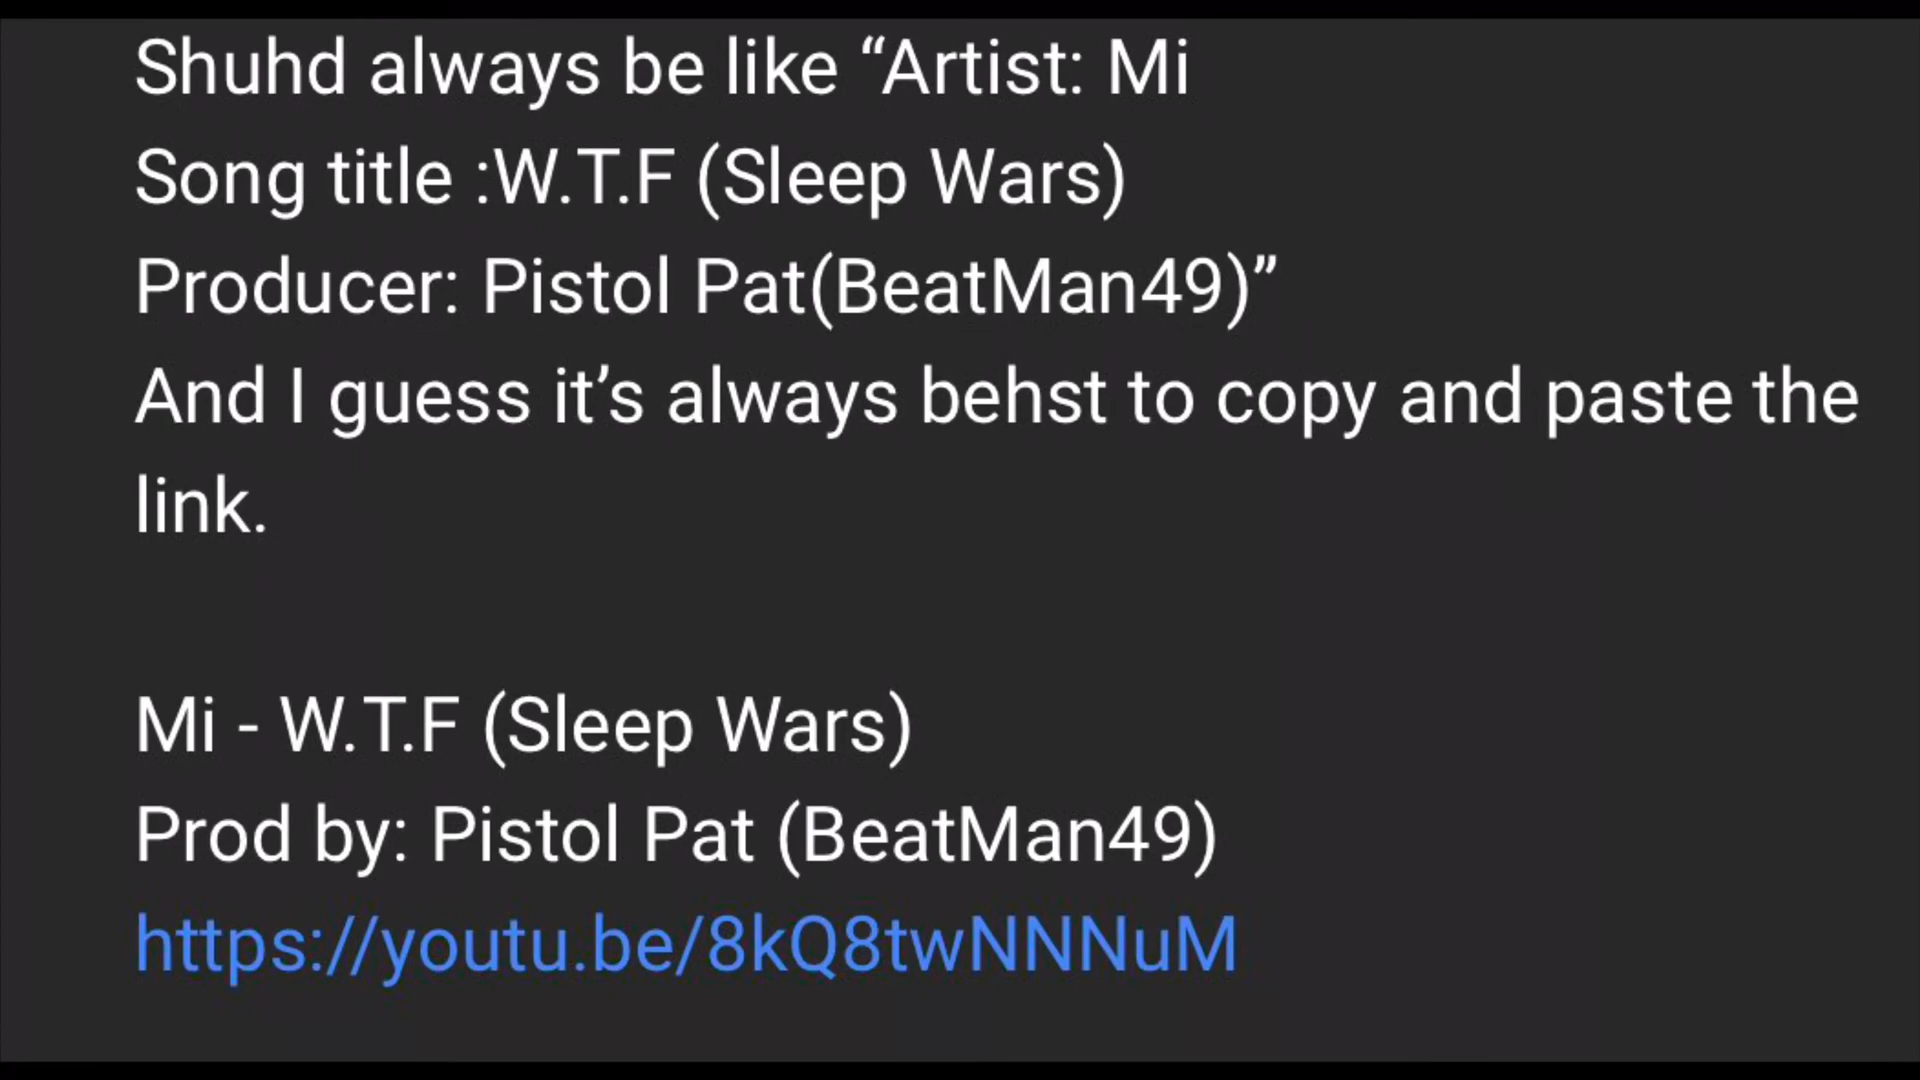 Shuhd always be like “Artist: Mi
Song title :W.T.F (Sleep Wars)
Producer: Pistol Pat(BeatMan49)”
And I guess it’s always behst to copy and paste the
link.
Mi - W.T.F (Sleep Wars)
Prod by: Pistol Pat (BeatMan49)
https://youtu.be/8kQ8twNNNuM